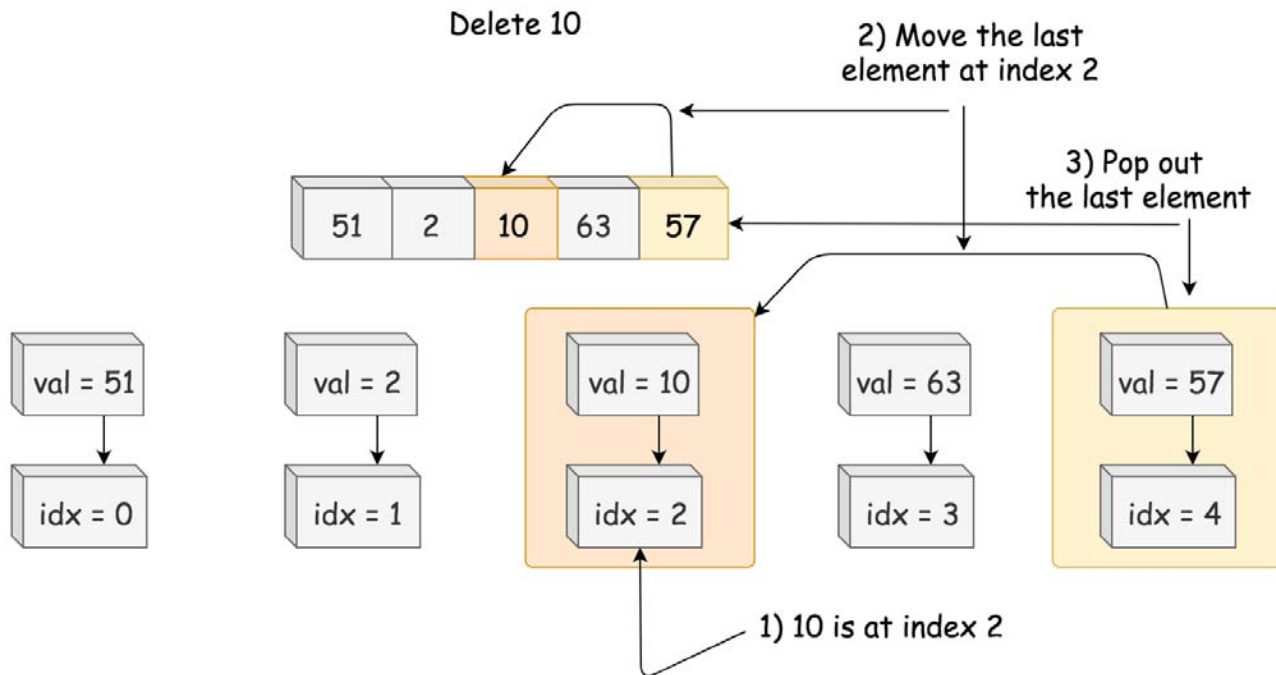 Delete 10
2) Move the last
element at index 2
3) Pop out
the last element
51 2 10 63 57
val = 51 val = 2 val = 10 val = 63 val = 57
idx = 0 idx = 1 idx = 2 idx = 3 idx = 4
1) 10 is at index 2